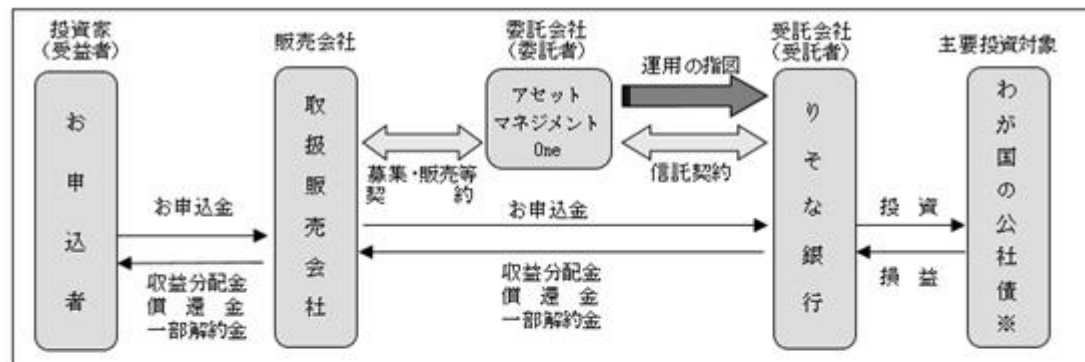 投資家
(受益者)
お申込者
販売会社
取扱販売会社
委託会社
(委託者)
アセット
マネジメント
One
受託会社
(受託者)
りそな銀行
主要投資対象
わが国の公社債※
運用の指図
募集・販売等
契約
信託契約
お申込金
収益分配金
償還金
一部解約金
お申込金
収益分配金
償還金
一部解約金
投資
損益